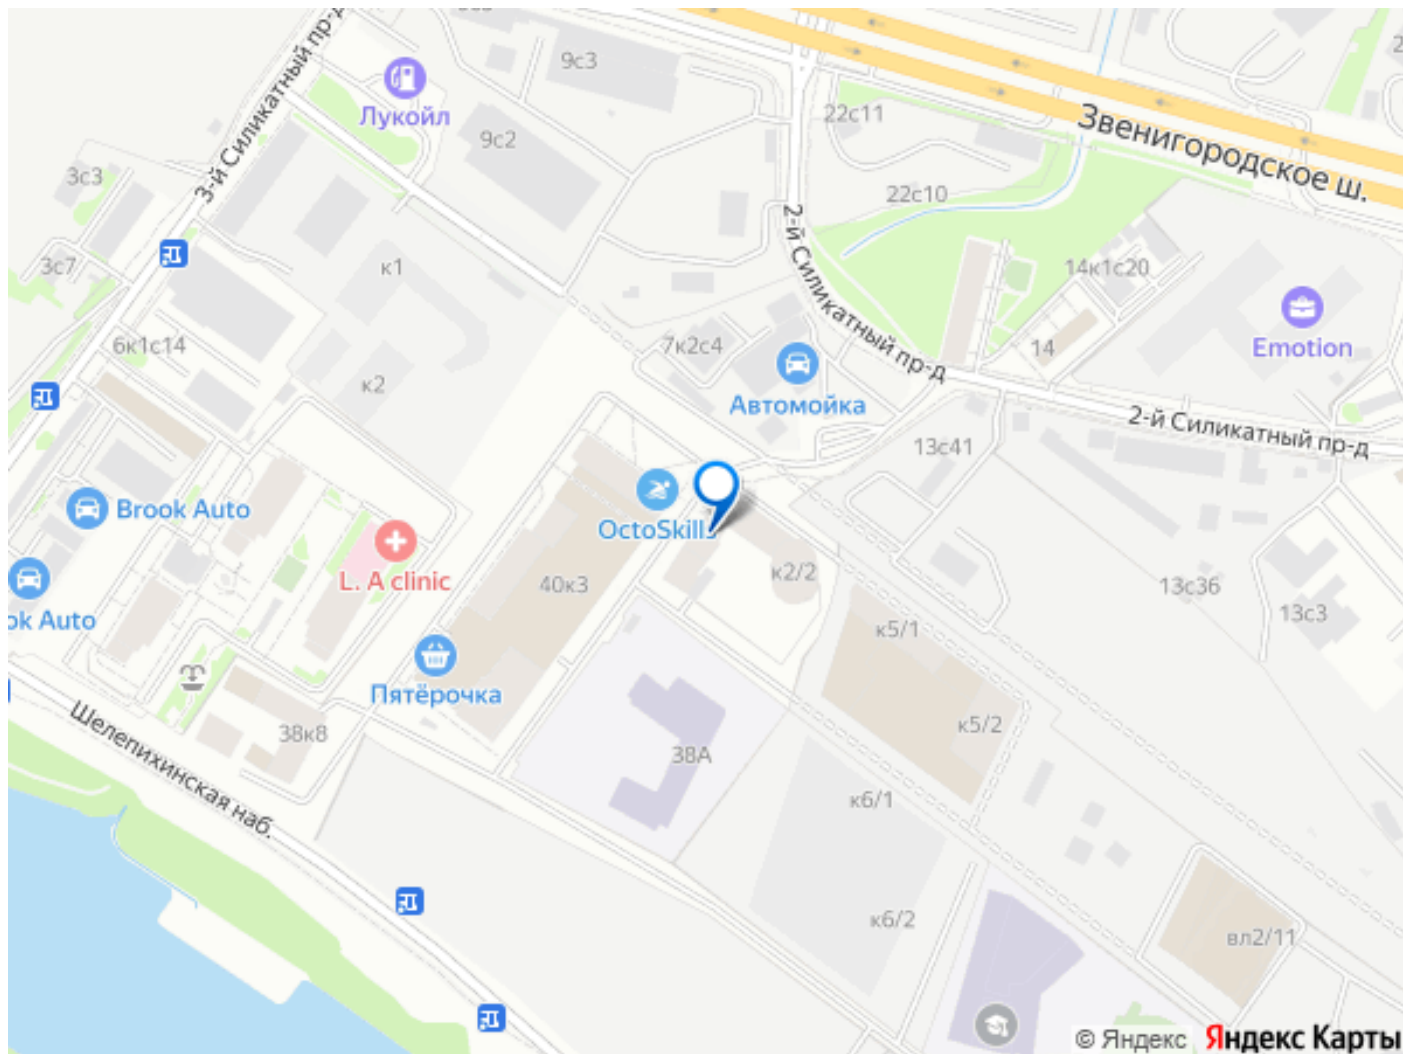 9с3
Лукойл
3-й Силикатный пр-д
9с2
22с11
Звенигородское ш.
3с3
22с10
2-й Силикатный пр-д
3с7
к1
14к1с20
6к1с14
7к2с4
14
Emotion
к2
Автомойка
2-й Силикатный пр-д
13с41
Brook Auto
OctoSkills
L. A clinic
40к3
к2/2
13с36
13с3
ok Auto
к5/1
Пятёрочка
Шелепихинская наб.
38к8
38А
к5/2
к6/1
к6/2
вл2/11
© Яндекс Яндекс Карты